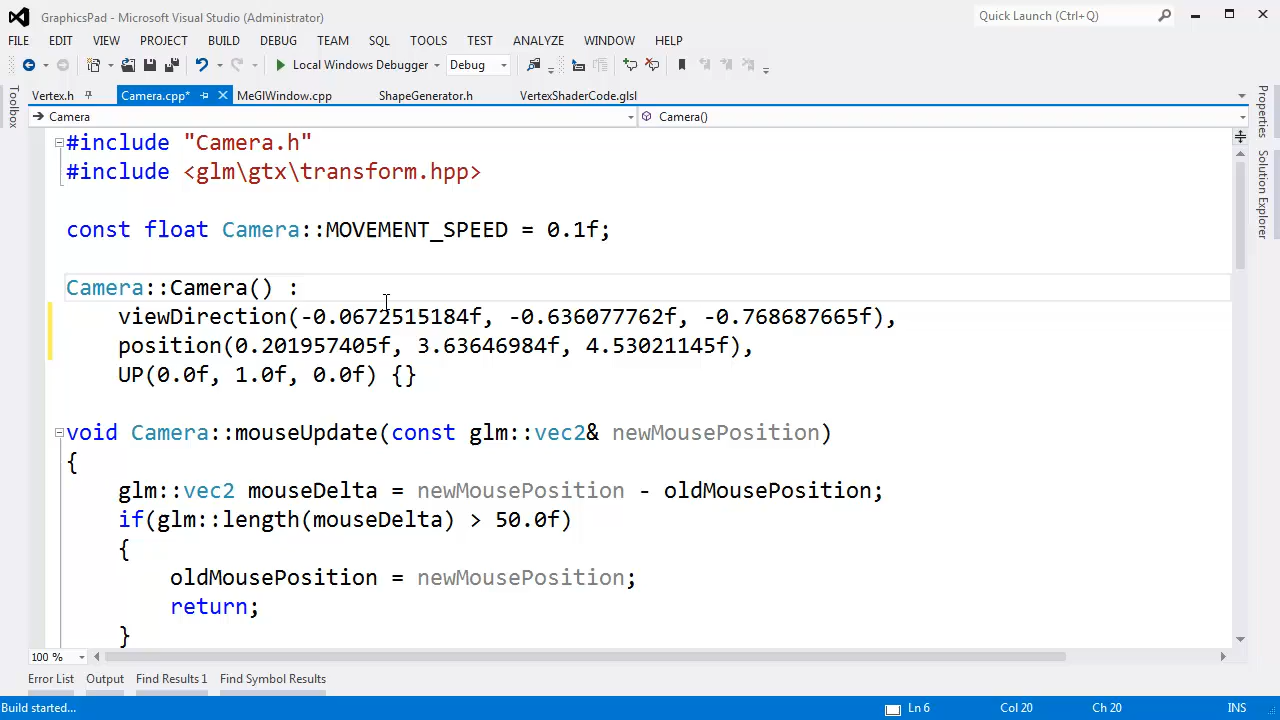 GraphicsPad - Microsoft Visual Studio (Administrator)
Quick Launch (Ctrl+Q)
FILE EDIT VIEW PROJECT BUILD DEBUG TEAM SQL TOOLS TEST ANALYZE WINDOW HELP
Local Windows Debugger Debug
Toolbox
Vertex.h Camera.cpp* MeGlWindow.cpp ShapeGenerator.h VertexShaderCode.glsl
Camera Camera()
Properties
Solution Explorer
#include "Camera.h"
#include <glm\gtx\transform.hpp>
const float Camera::MOVEMENT_SPEED = 0.1f;
Camera::Camera() :
viewDirection(-0.0672515184f, -0.636077762f, -0.768687665f),
position(0.201957405f, 3.63646984f, 4.53021145f),
UP(0.0f, 1.0f, 0.0f) {}
void Camera::mouseUpdate(const glm::vec2& newMousePosition)
{
glm::vec2 mouseDelta = newMousePosition - oldMousePosition;
if(glm::length(mouseDelta) > 50.0f)
{
oldMousePosition = newMousePosition;
return;
}
100 %
Error List Output Find Results 1 Find Symbol Results
Build started... Ln 6 Col 20 Ch 20 INS